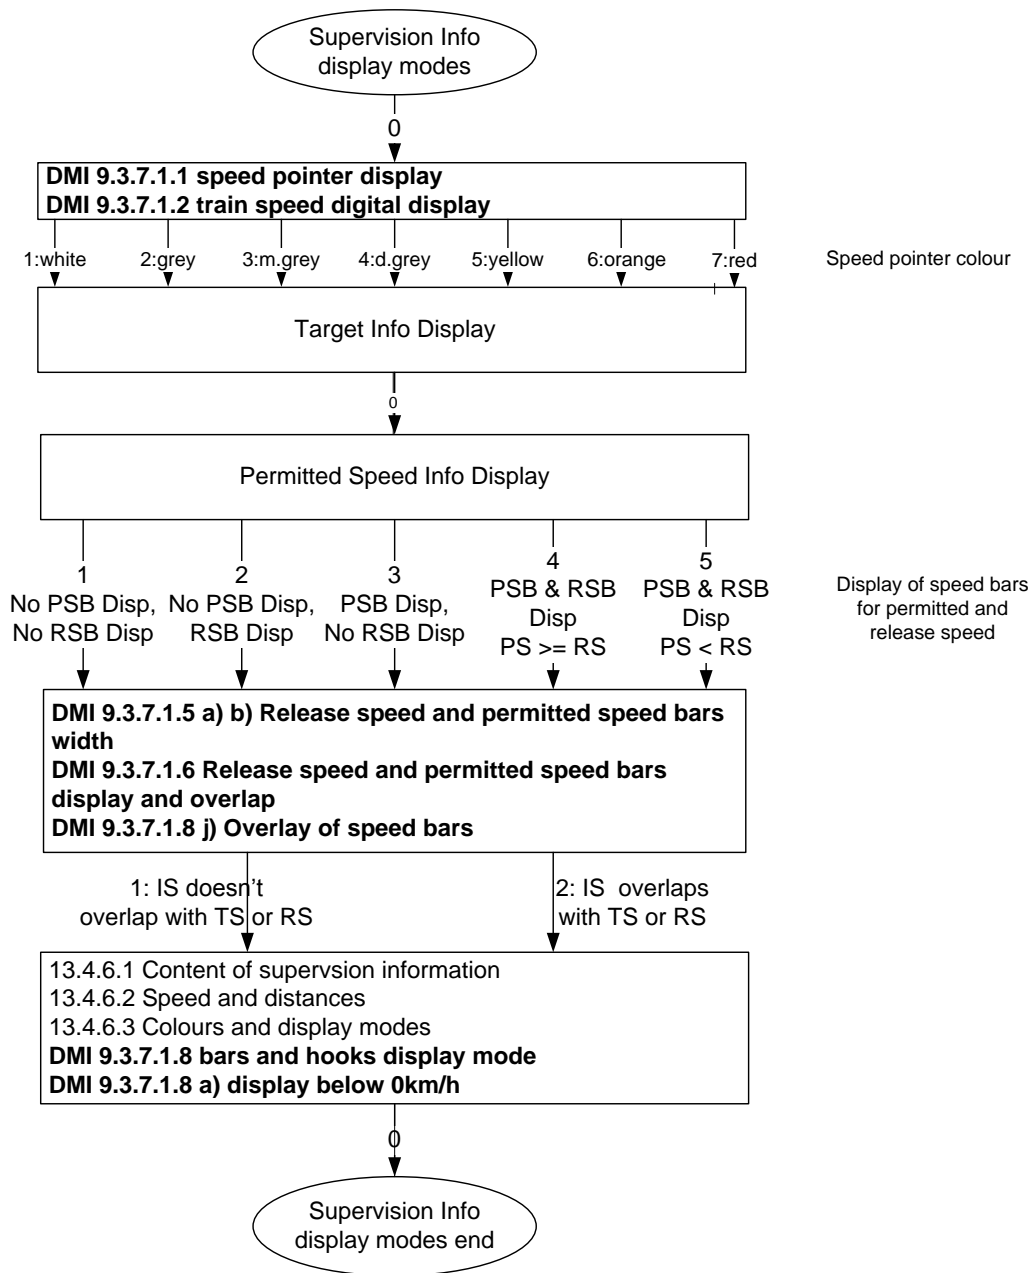 Supervision Info
display modes
0
DMI 9.3.7.1.1 speed pointer display
DMI 9.3.7.1.2 train speed digital display
1:white
2:grey
3:m.grey
4:d.grey
5:yellow
6:orange
7:red
Speed pointer colour
Target Info Display
0
Permitted Speed Info Display
1
No PSB Disp,
No RSB Disp
2
No PSB Disp,
RSB Disp
3
PSB Disp,
No RSB Disp
4
PSB & RSB
Disp
PS >= RS
5
PSB & RSB
Disp
PS < RS
Display of speed bars
for permitted and
release speed
DMI 9.3.7.1.5 a) b) Release speed and permitted speed bars
width
DMI 9.3.7.1.6 Release speed and permitted speed bars
display and overlap
DMI 9.3.7.1.8 j) Overlay of speed bars
1: IS doesn't
overlap with TS or RS
2: IS overlaps
with TS or RS
13.4.6.1 Content of supervsion information
13.4.6.2 Speed and distances
13.4.6.3 Colours and display modes
DMI 9.3.7.1.8 bars and hooks display mode
DMI 9.3.7.1.8 a) display below 0km/h
0
Supervision Info
display modes end